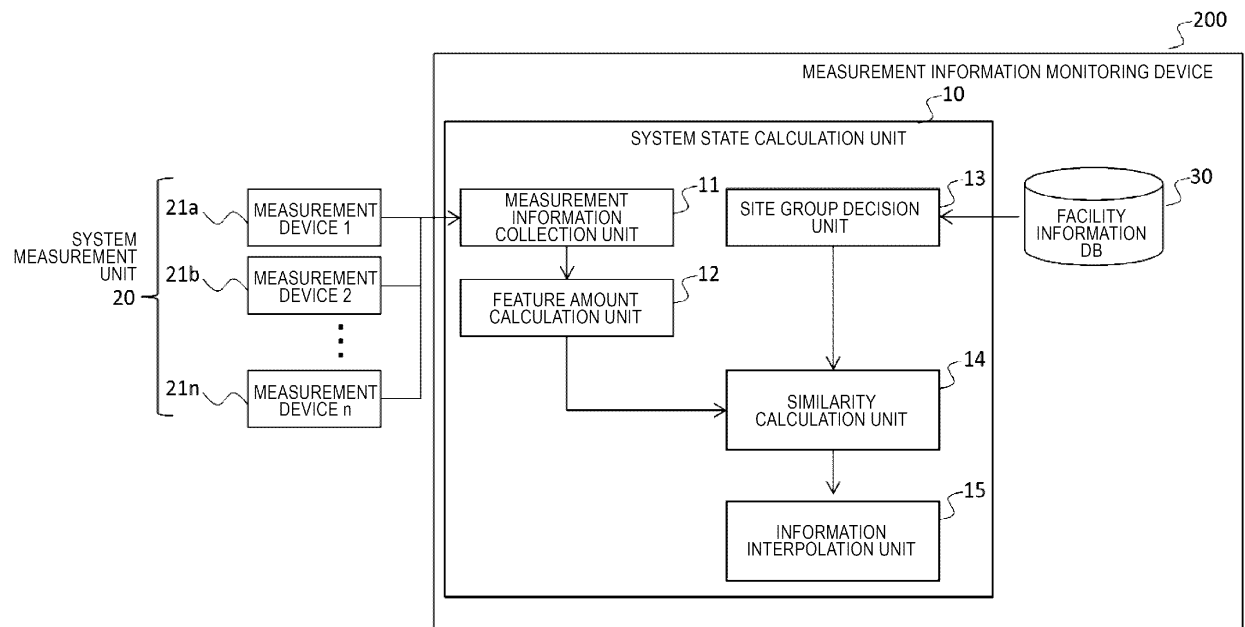 200
MEASUREMENT INFORMATION MONITORING DEVICE
10
SYSTEM STATE CALCULATION UNIT
SYSTEM
MEASUREMENT
UNIT
20
21a
MEASUREMENT
DEVICE 1
21b
MEASUREMENT
DEVICE 2
21n
MEASUREMENT
DEVICE n
11
MEASUREMENT
INFORMATION
COLLECTION UNIT
12
FEATURE AMOUNT
CALCULATION UNIT
13
SITE GROUP DECISION
UNIT
30
FACILITY
INFORMATION
DB
14
SIMILARITY
CALCULATION UNIT
15
INFORMATION
INTERPOLATION UNIT